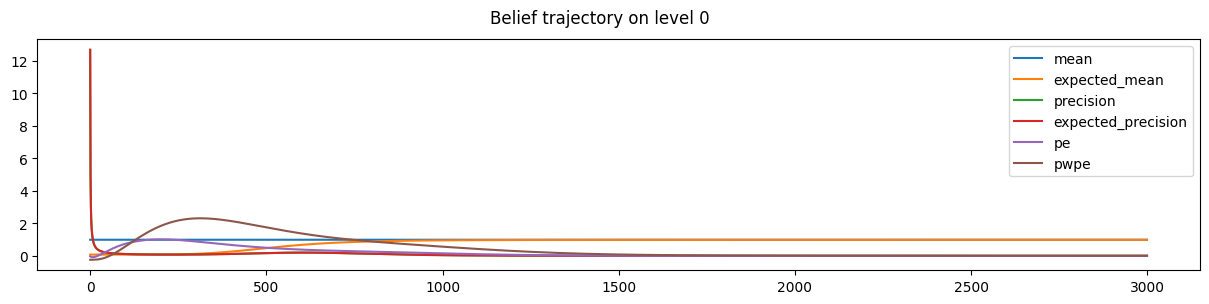 Belief trajectory on level 0
12
10
8
6
4
2
0
mean
expected_mean
precision
expected_precision
pe
pwpe
0 500 1000 1500 2000 2500 3000